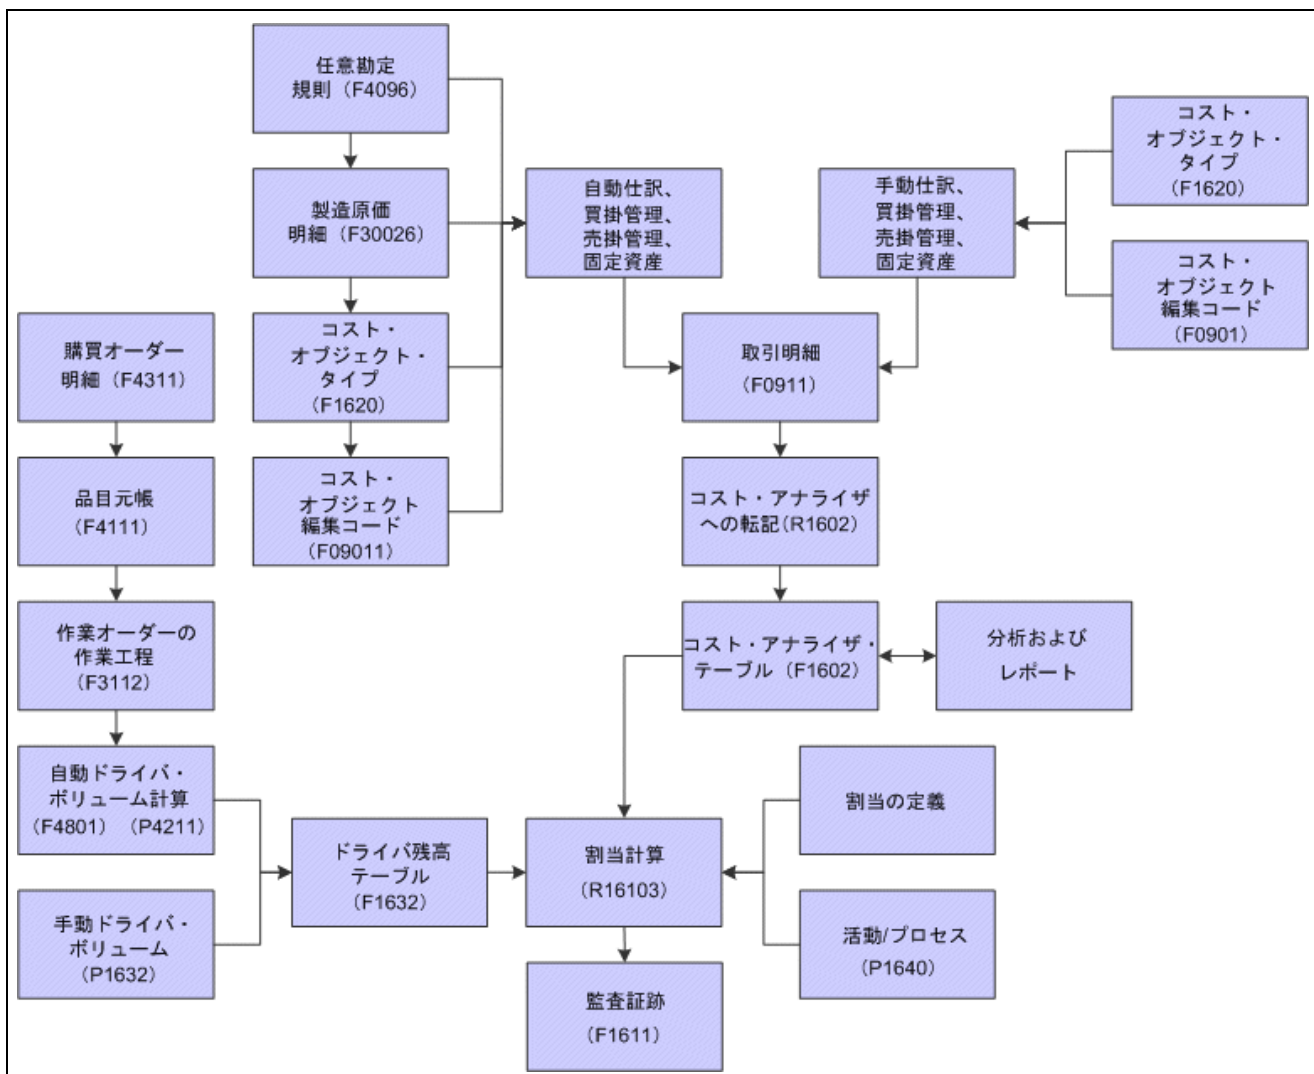 任意勘定
規則（F4096）
製造原価
明細（F30026）
コスト・
オブジェクト・
タイプ
（F1620）
コスト・
オブジェクト
編集コード
（F09011）
購買オーダー
明細（F4311）
品目元帳
（F4111）
作業オーダーの
作業工程
（F3112）
自動ドライバ・
ボリューム計算
（F4801）（P4211）
手動ドライバ・
ボリューム
（P1632）
ドライバ残高
テーブル
（F1632）
自動仕訳、
買掛管理、
売掛管理、
固定資産
手動仕訳、
買掛管理、
売掛管理、
固定資産
コスト・
オブジェクト・
タイプ
（F1620）
コスト・
オブジェクト
編集コード
（F0901）
取引明細
（F0911）
コスト・アナライザ
への転記（R1602）
コスト・アナライザ・
テーブル（F1602）
分析および
レポート
割当計算
（R16103）
割当の定義
活動/プロセス
（P1640）
監査証跡
（F1611）